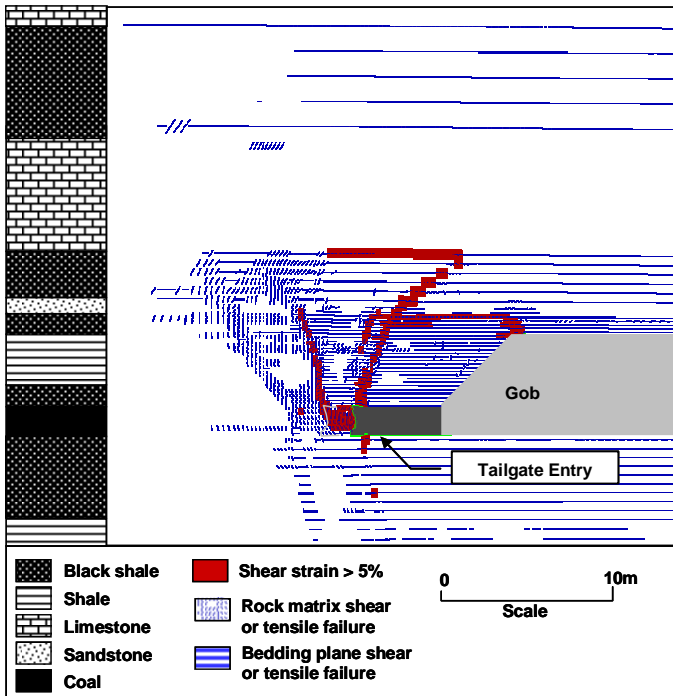 Gob
Tailgate Entry
Black shale
Shale
Limestone
Sandstone
Coal
Shear strain > 5%
Rock matrix shear
or tensile failure
Bedding plane shear
or tensile failure
0 10m
Scale